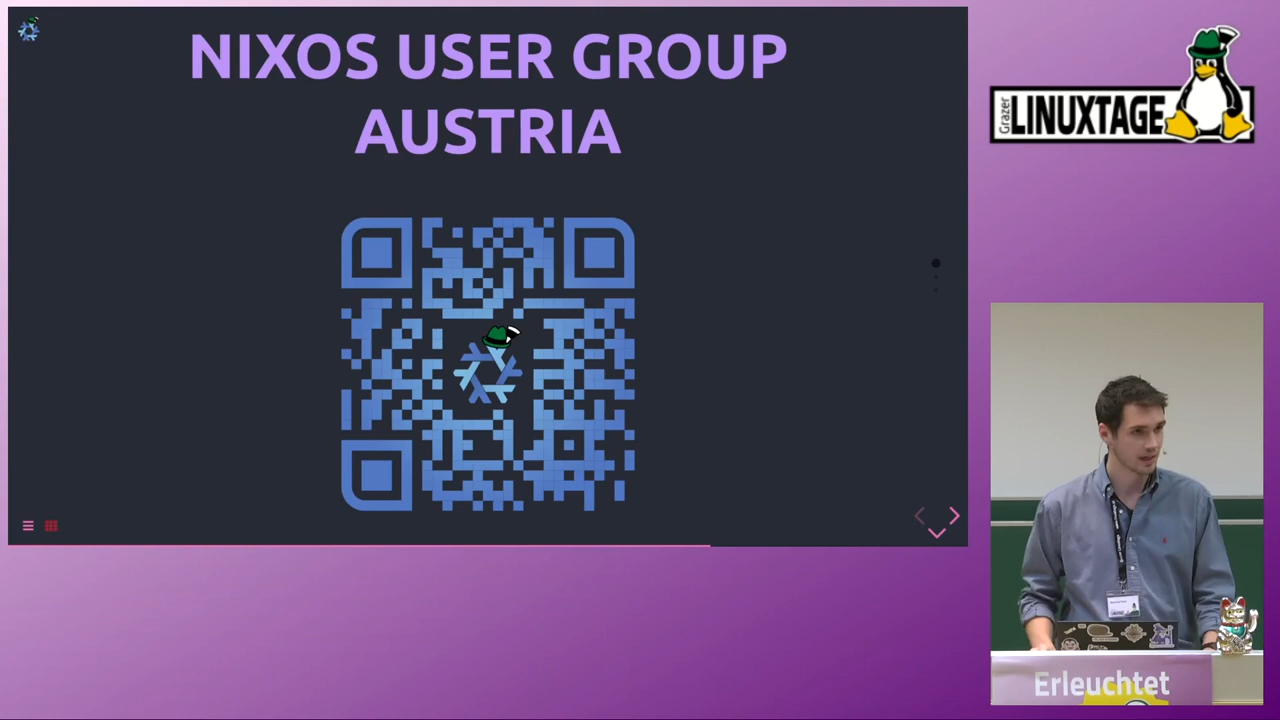 NIXOS USER GROUP
AUSTRIA
Grazer
LINUXTAGE
Erleuchtet